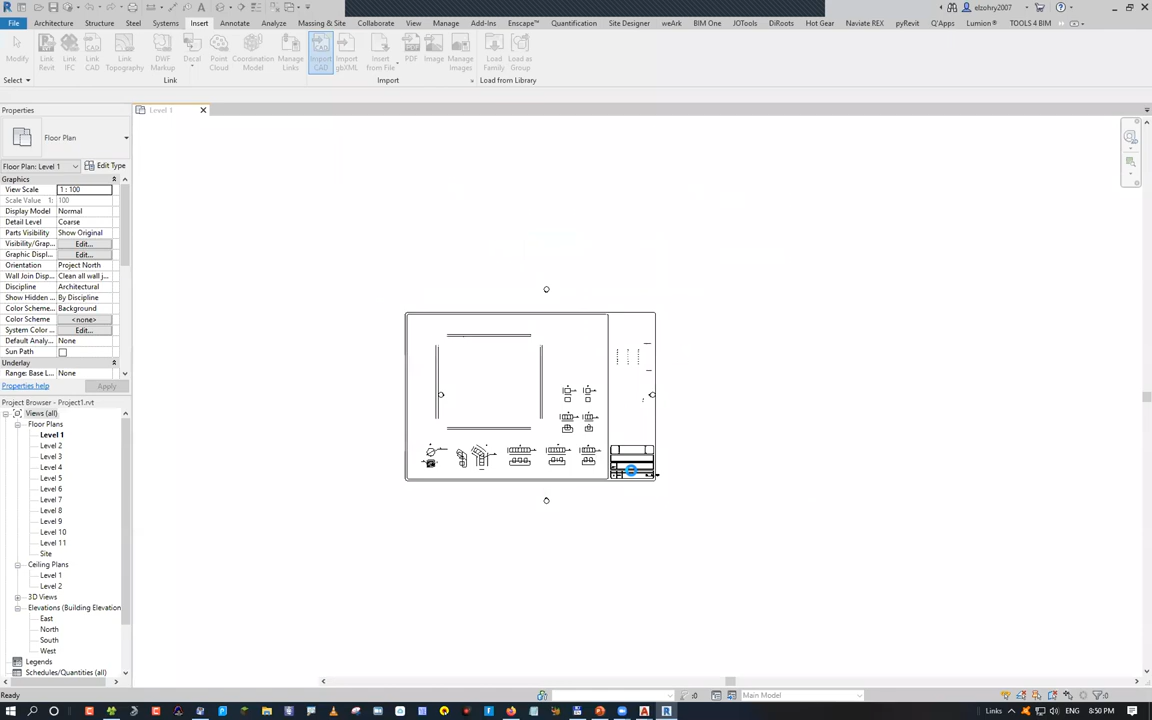 elzohry2007
File Architecture Structure Steel Systems Insert Annotate Analyze Massing & Site Collaborate View Manage Add-Ins Enscape™ Quantification Site Designer weArk BIM One JOTools DiRoots Hot Gear Naviate REX pyRevit Q'Apps Lumion® TOOLS 4 BIM
Modify Link Revit Link IFC Link CAD Link Topography DWF Markup Decal Point Cloud Coordination Model Manage Links Import CAD Import gbXML Insert from File PDF Image Manage Images Load Family Load as Group
Select Link Import Load from Library
Properties
Level 1
Floor Plan
Floor Plan: Level 1 Edit Type
Graphics
View Scale 1 : 100
Scale Value 1: 100
Display Model Normal
Detail Level Coarse
Parts Visibility Show Original
Visibility/Grap... Edit...
Graphic Displ... Edit...
Orientation Project North
Wall Join Disp... Clean all wall j...
Discipline Architectural
Show Hidden ... By Discipline
Color Scheme... Background
Color Scheme <none>
System Color ... Edit...
Default Analy... None
Sun Path
Underlay
Range: Base L... None
Properties help Apply
Project Browser - Project1.rvt
Views (all)
Floor Plans
Level 1
Level 2
Level 3
Level 4
Level 5
Level 6
Level 7
Level 8
Level 9
Level 10
Level 11
Site
Ceiling Plans
Level 1
Level 2
3D Views
Elevations (Building Elevation
East
North
South
West
Legends
Schedules/Quantities (all)
Ready :0 Main Model :0
Links ENG 8:50 PM